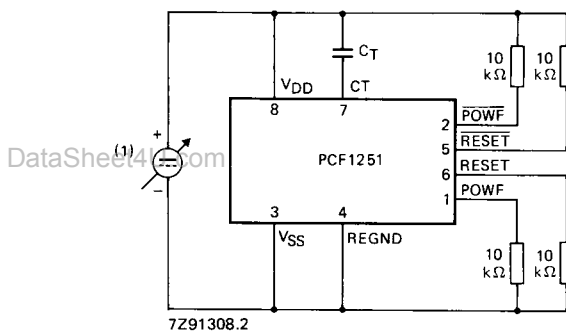 CT
10
kΩ
10
kΩ
VDD
CT
8
7
POWF
2
RESET
5
(1)
+
−
DataSheet4U.com
PCF1251
RESET
6
POWF
1
3
4
VSS
REGND
10
kΩ
10
kΩ
7Z91308.2